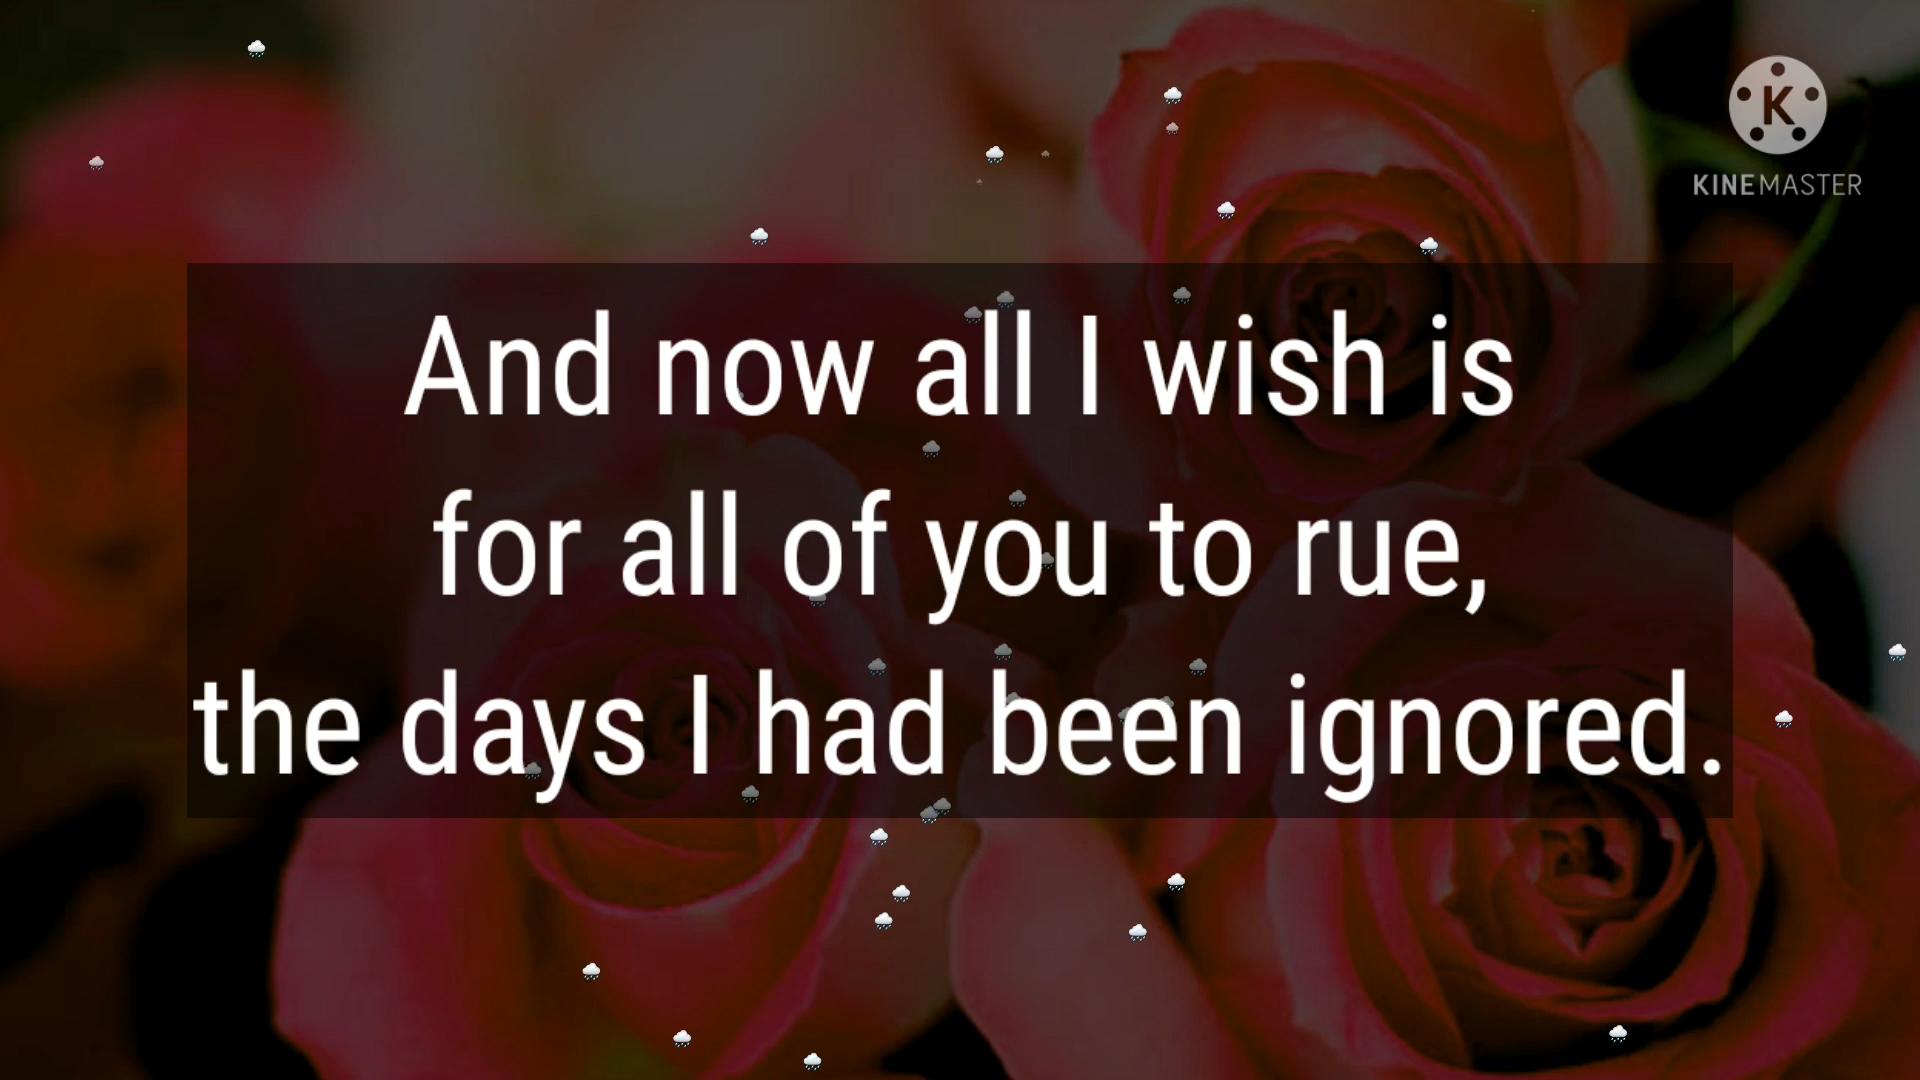 K
KINEMASTER
And now all I wish is
for all of you to rue,
the days I had been ignored.